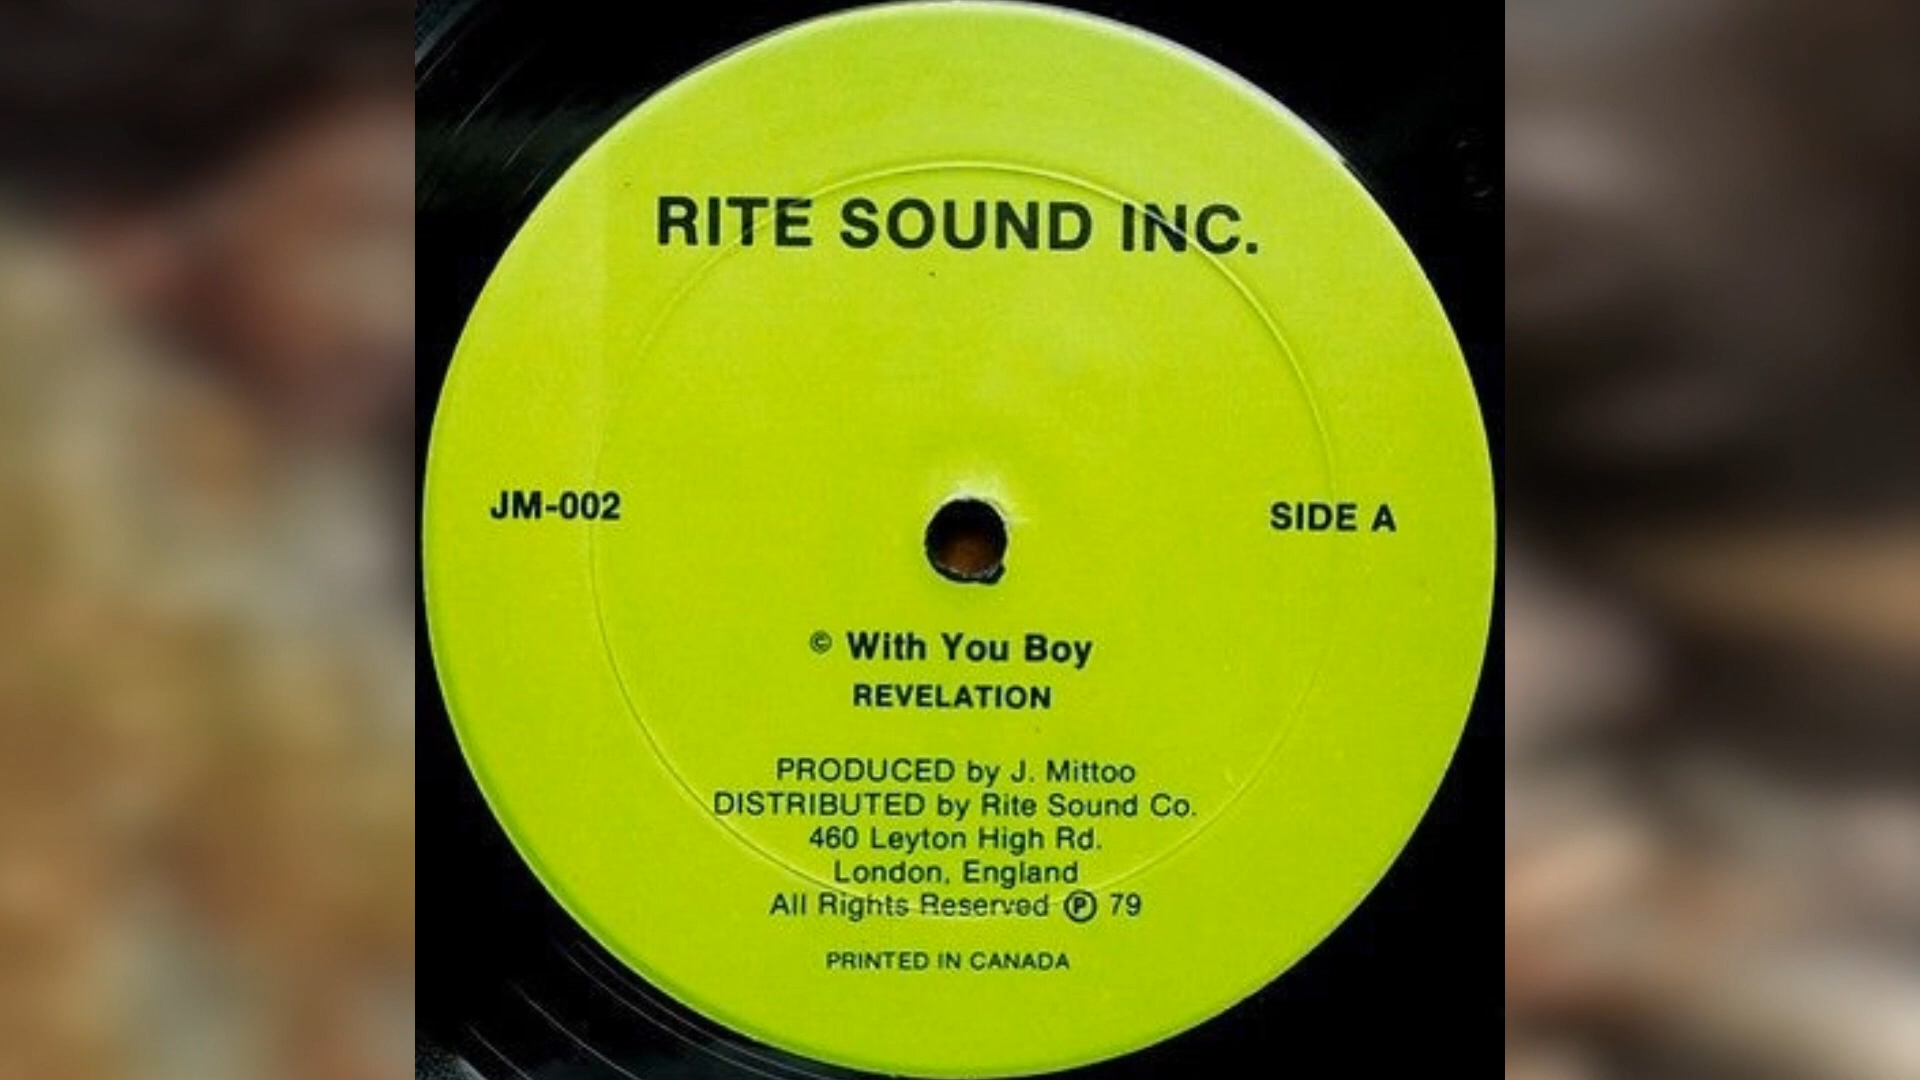 RITE SOUND INC.
JM-002
SIDE A
© With You Boy
REVELATION
PRODUCED by J. Mittoo
DISTRIBUTED by Rite Sound Co.
460 Leyton High Rd.
London, England
All Rights Reserved ℗ 79
PRINTED IN CANADA